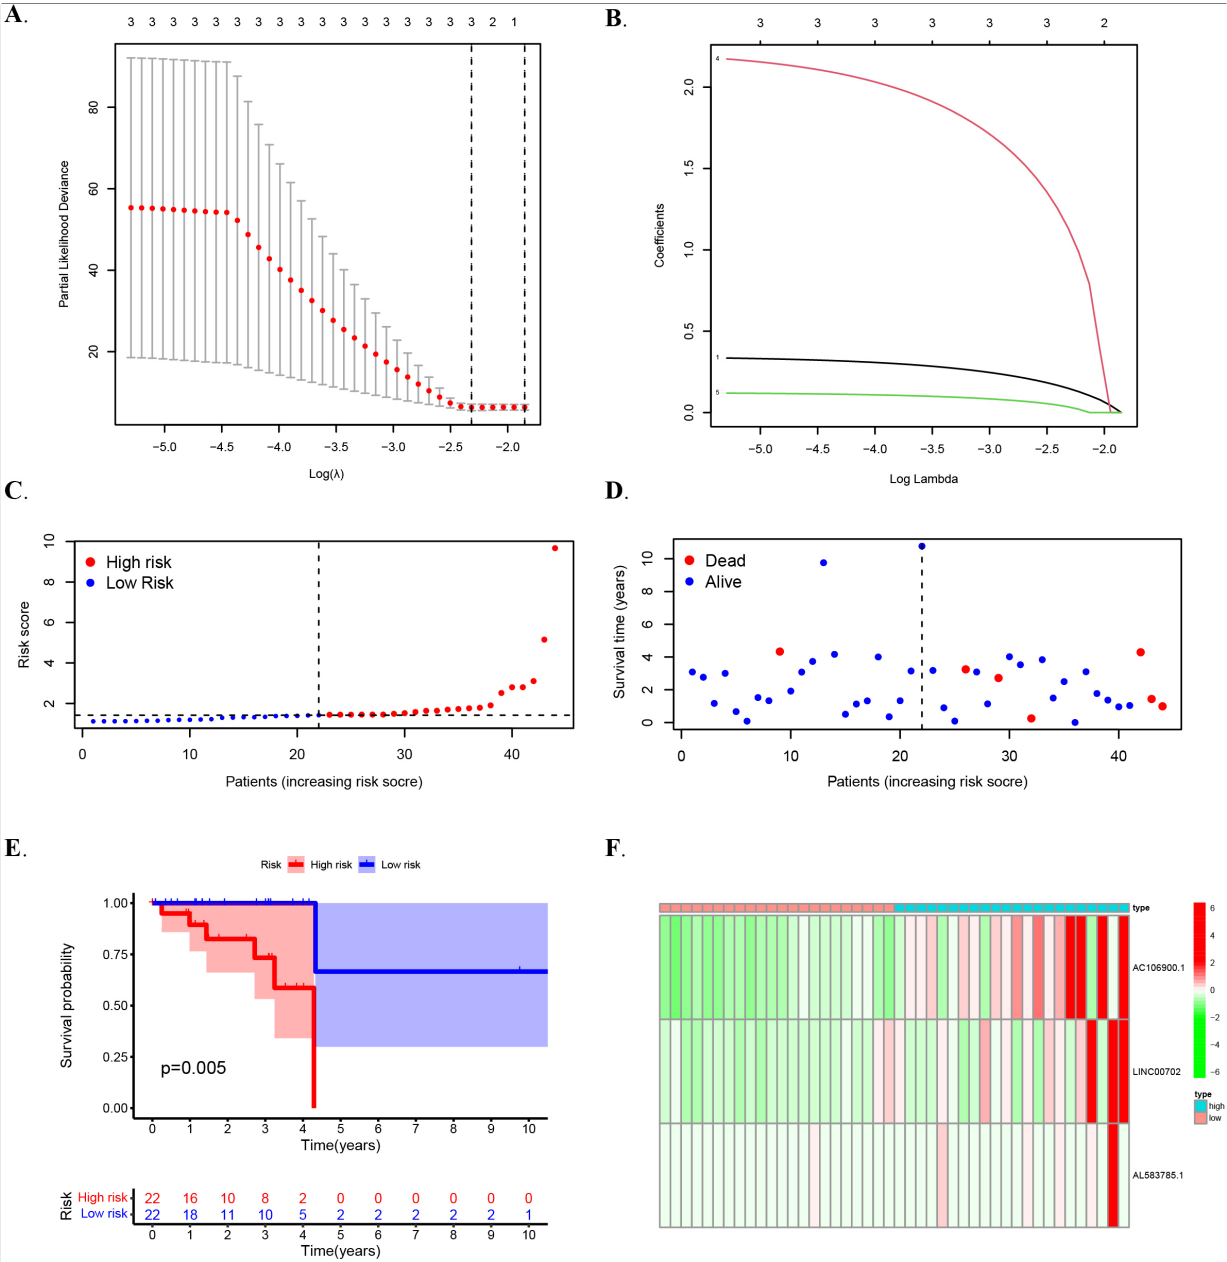 A.
3 3 3 3 3 3 3 3 3 3 3 3 3 3 3 3 3 2 1
Partial Likelihood Deviance
80
60
40
20
−5.0 −4.5 −4.0 −3.5 −3.0 −2.5 −2.0
Log(λ)
B.
3 3 3 3 3 3 2
Coefficients
2.0
1.5
1.0
0.5
0.0
4
1
5
−5.0 −4.5 −4.0 −3.5 −3.0 −2.5 −2.0
Log Lambda
C.
Risk score
10
8
6
4
2
High risk
Low Risk
0 10 20 30 40
Patients (increasing risk socre)
D.
Survival time (years)
10
8
6
4
2
0
Dead
Alive
0 10 20 30 40
Patients (increasing risk socre)
E.
Risk High risk Low risk
Survival probability
1.00
0.75
0.50
0.25
0.00
p=0.005
0 1 2 3 4 5 6 7 8 9 10
Time(years)
Risk
High risk 22 16 10 8 2 0 0 0 0 0 0
Low risk 22 18 11 10 5 2 2 2 2 2 1
0 1 2 3 4 5 6 7 8 9 10
Time(years)
F.
type
AC106900.1
LINC00702
AL583785.1
6
4
2
0
−2
−4
−6
type
high
low